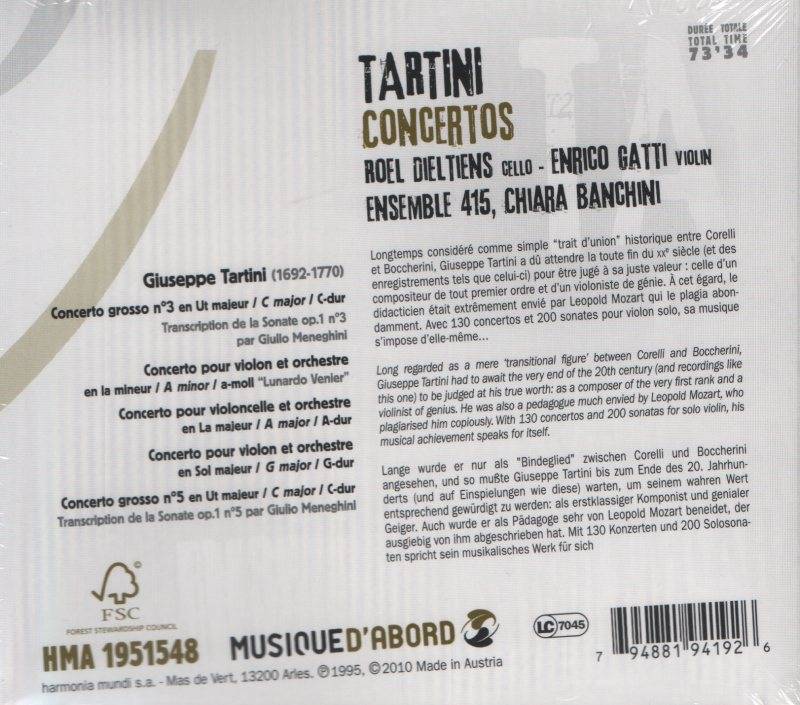 DURÉE TOTALE
TOTAL TIME
73'34
TARTINI
CONCERTOS
ROEL DIELTIENS CELLO - ENRICO GATTI VIOLIN
ENSEMBLE 415, CHIARA BANCHINI
Giuseppe Tartini (1692-1770)
Concerto grosso n°3 en Ut majeur / C major / C-dur
Transcription de la Sonate op.1 n°3
par Giulio Meneghini
Concerto pour violon et orchestre
en la mineur / A minor / a-moll "Lunardo Venier"
Concerto pour violoncelle et orchestre
en La majeur / A major / A-dur
Concerto pour violon et orchestre
en Sol majeur / G major / G-dur
Concerto grosso n°5 en Ut majeur / C major / C-dur
Transcription de la Sonate op.1 n°5 par Giulio Meneghini
Longtemps considéré comme simple "trait d'union" historique entre Corelli
et Boccherini, Giuseppe Tartini a dû attendre la toute fin du XXe siècle (et des
enregistrements tels que celui-ci) pour être jugé à sa juste valeur : celle d'un
compositeur de tout premier ordre et d'un violoniste de génie. À cet égard, le
didacticien était extrêmement envié par Leopold Mozart qui le plagia abon-
damment. Avec 130 concertos et 200 sonates pour violon solo, sa musique
s'impose d'elle-même...
Long regarded as a mere 'transitional figure' between Corelli and Boccherini,
Giuseppe Tartini had to await the very end of the 20th century (and recordings like
this one) to be judged at his true worth: as a composer of the very first rank and a
violinist of genius. He was also a pedagogue much envied by Leopold Mozart, who
plagiarised him copiously. With 130 concertos and 200 sonatas for solo violin, his
musical achievement speaks for itself.
Lange wurde er nur als "Bindeglied" zwischen Corelli und Boccherini
angesehen, und so mußte Giuseppe Tartini bis zum Ende des 20. Jahrhun-
derts (und auf Einspielungen wie diese) warten, um seinem wahren Wert
entsprechend gewürdigt zu werden: als erstklassiger Komponist und genialer
Geiger. Auch wurde er als Pädagoge sehr von Leopold Mozart beneidet, der
ausgiebig von ihm abgeschrieben hat. Mit 130 Konzerten und 200 Solosona-
ten spricht sein musikalisches Werk für sich
FSC
FOREST STEWARDSHIP COUNCIL
HMA 1951548
MUSIQUE D'ABORD
LC 7045
7 94881 94192 6
harmonia mundi s.a. - Mas de Vert, 13200 Arles. ℗1995, ©2010 Made in Austria